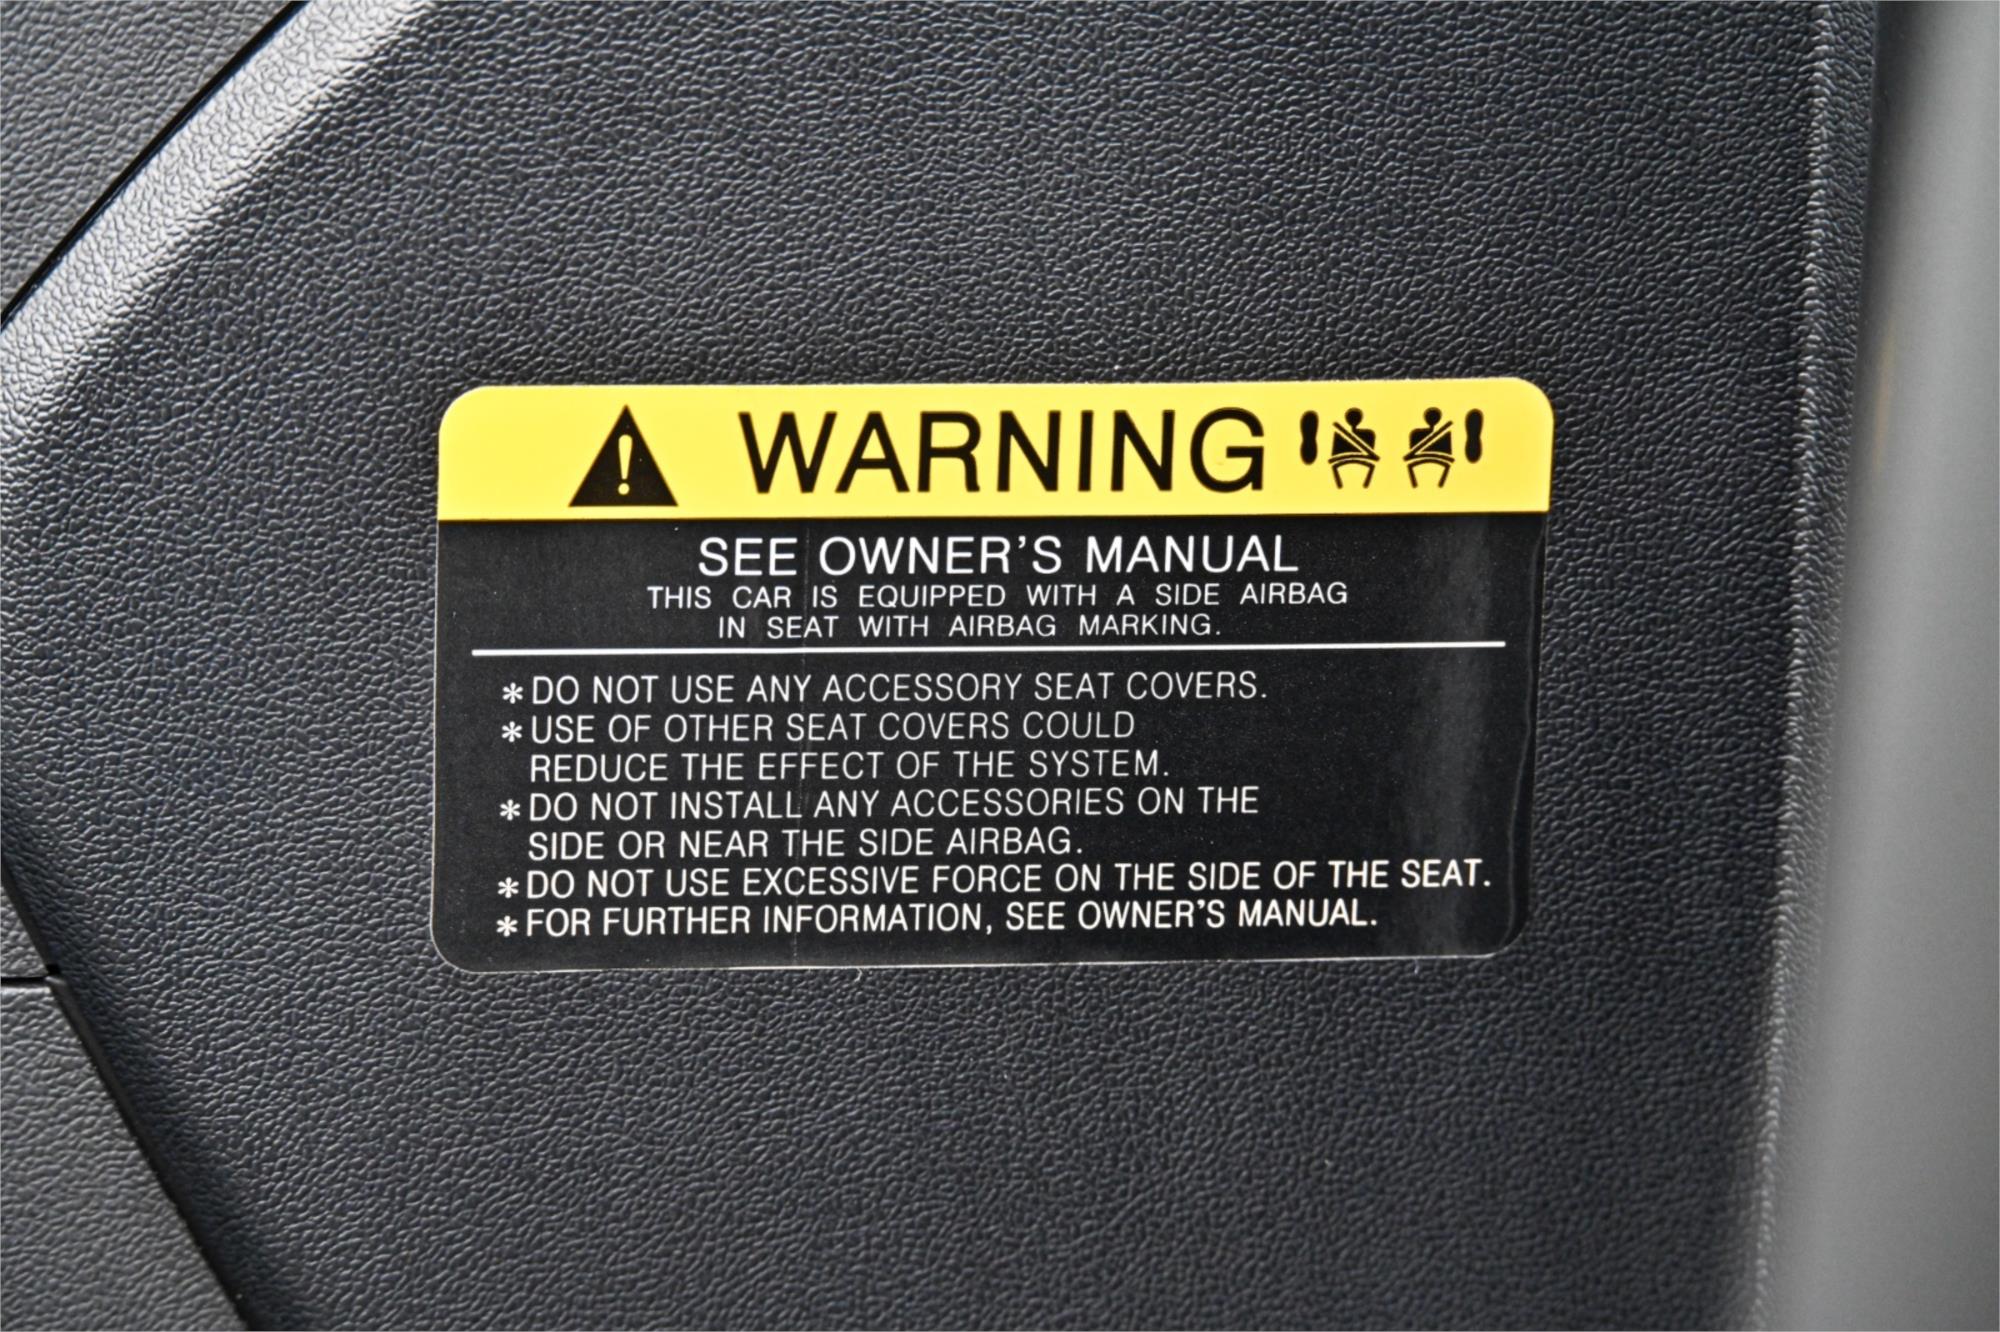 WARNING
SEE OWNER'S MANUAL
THIS CAR IS EQUIPPED WITH A SIDE AIRBAG
IN SEAT WITH AIRBAG MARKING.
*DO NOT USE ANY ACCESSORY SEAT COVERS.
*USE OF OTHER SEAT COVERS COULD
REDUCE THE EFFECT OF THE SYSTEM.
*DO NOT INSTALL ANY ACCESSORIES ON THE
SIDE OR NEAR THE SIDE AIRBAG.
*DO NOT USE EXCESSIVE FORCE ON THE SIDE OF THE SEAT.
*FOR FURTHER INFORMATION, SEE OWNER'S MANUAL.